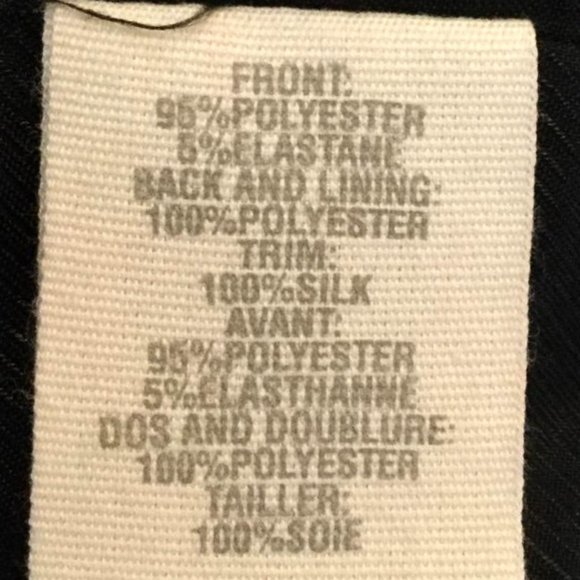 FRONT:
95%POLYESTER
5%ELASTANE
BACK AND LINING:
100%POLYESTER
TRIM:
100%SILK
AVANT:
95%POLYESTER
5%ELASTHANNE
DOS AND DOUBLURE:
100%POLYESTER
TAILLER:
100%SOIE